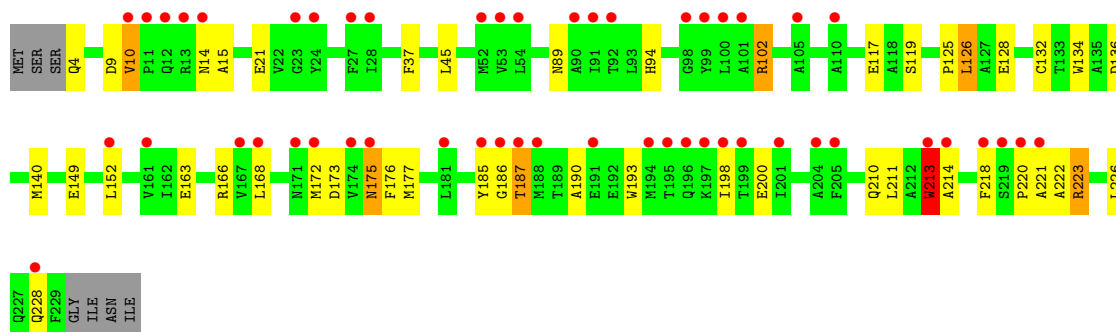 MET
SER
SER
Q4
D9
V10
P11
Q12
R13
N14
A15
E21
V22
G23
Y24
F27
I28
F37
L45
M52
V53
L54
N89
A90
I91
T92
L93
H94
G98
Y99
L100
A101
R102
A105
A110
E117
A118
S119
P125
L126
A127
E128
C132
T133
W134
A135
M140
E149
L152
V161
I162
E163
R166
V167
L168
N171
M172
D173
V174
N175
F176
M177
L181
Y185
G186
T187
M188
T189
A190
E191
E192
W193
M194
T195
Q196
K197
I198
T199
E200
I201
A204
F205
Q210
L211
A212
W213
A214
F218
S219
P220
A221
A222
R223
L226
Q227
Q228
F229
GLY
ILE
ASN
ILE